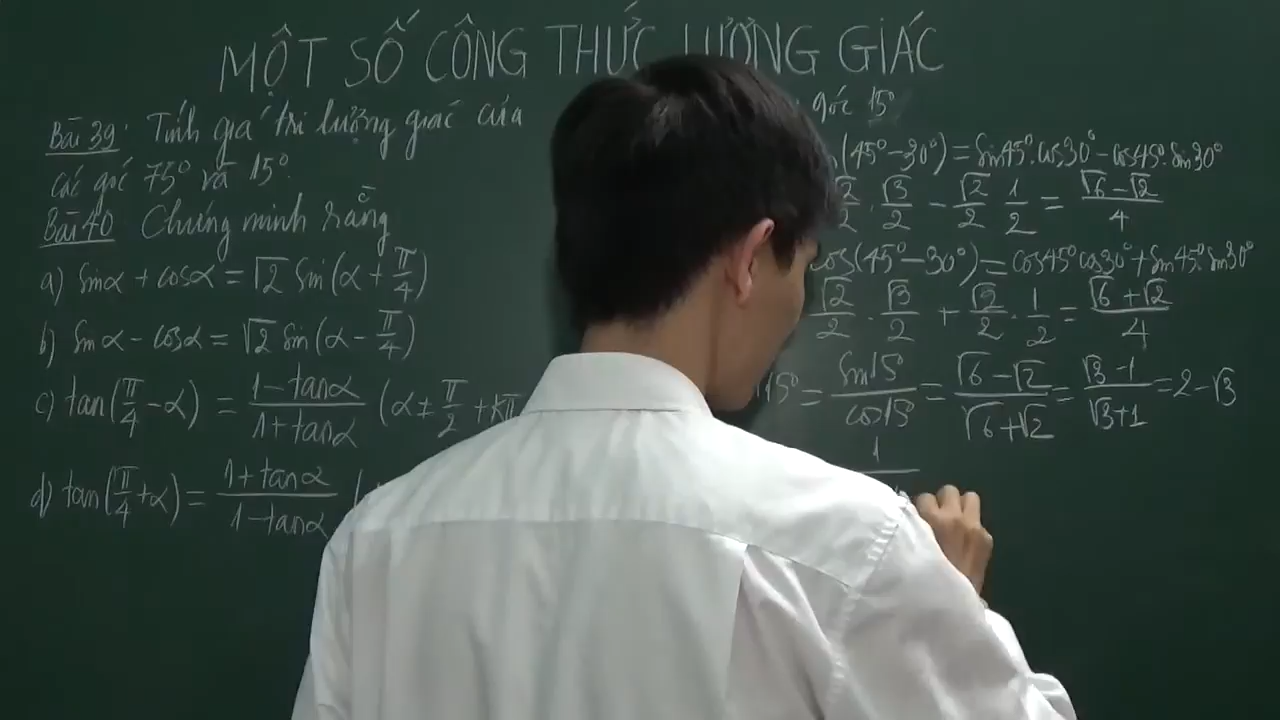 MỘT SỐ CÔNG THỨC LƯỢNG GIÁC
Bài 39: Tính giá trị lượng giác của
các góc 75° và 15°.
Bài 40 Chứng minh rằng
a) sinα + cosα = √2 sin(α + π/4)
b) sinα - cosα = √2 sin(α - π/4)
c) tan(π/4 - α) = (1 - tanα)/(1 + tanα) (α ≠ π/2 + kπ
d) tan(π/4 + α) = (1 + tanα)/(1 - tanα) (
góc 15°
(45° - 30°) = sin45°.cos30° - cos45°.sin30°
√2/2 . √3/2 - √2/2 1/2 = (√6 - √2)/4
cos(45° - 30°) = cos45° cos30° + sin45°.sin30°
√2/2 . √3/2 + √2/2 . 1/2 = (√6 + √2)/4
15° = sin15°/cos15° = (√6 - √2)/(√6 + √2) = (√3 - 1)/(√3 + 1) = 2 - √3
1